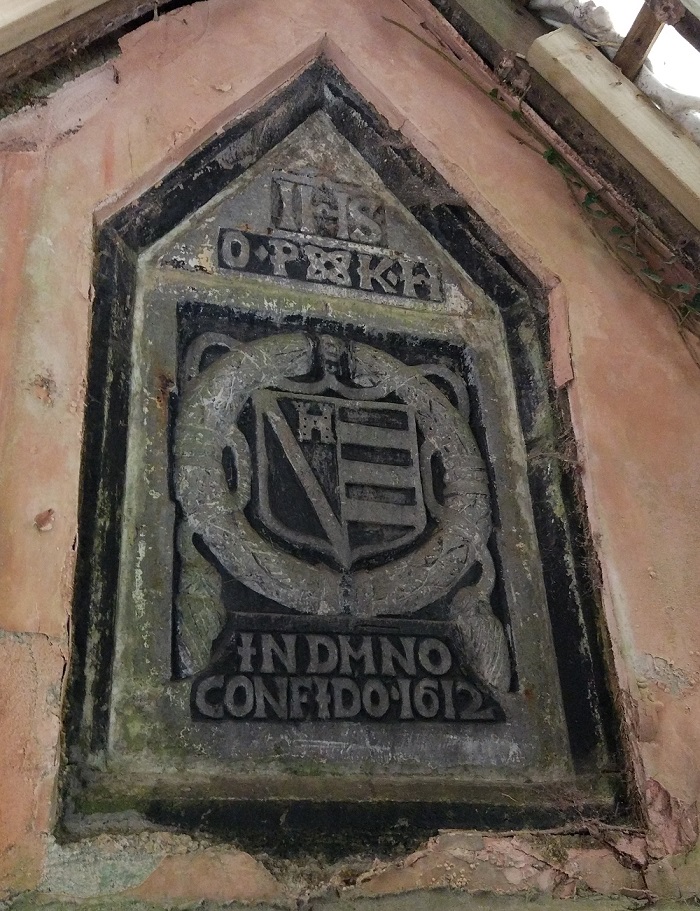 IHS
O·P K·H
IN DMNO
CONFIDO·1612